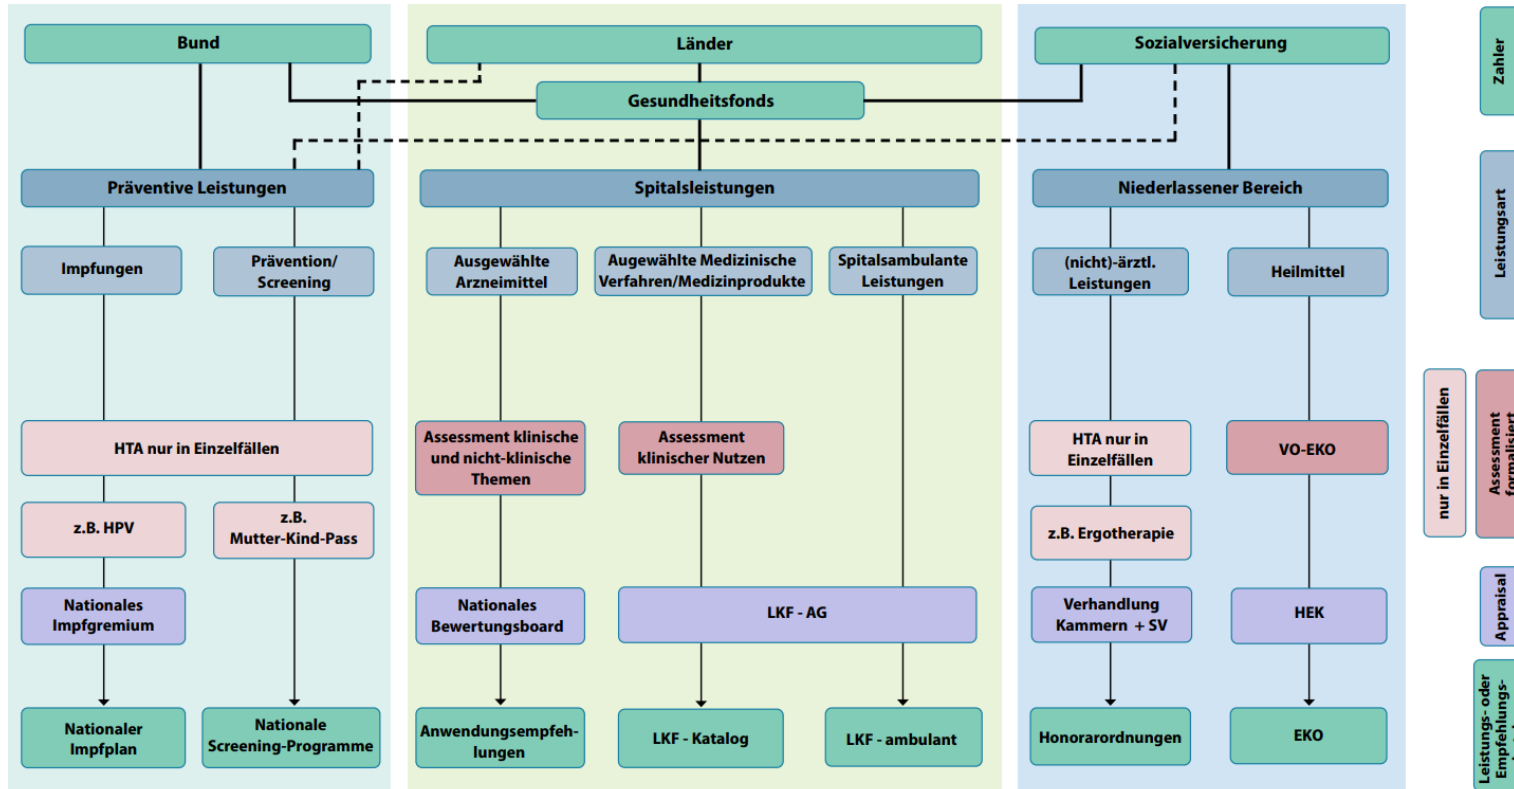 Bund
Länder
Sozialversicherung
Gesundheitsfonds
Präventive Leistungen
Spitalsleistungen
Niederlassener Bereich
Impfungen
Prävention/
Screening
Ausgewählte
Arzneimittel
Augewählte Medizinische
Verfahren/Medizinprodukte
Spitalsambulante
Leistungen
(nicht)-ärztl.
Leistungen
Heilmittel
HTA nur in Einzelfällen
Assessment klinische
und nicht-klinische
Themen
Assessment
klinischer Nutzen
HTA nur in
Einzelfällen
VO-EKO
z.B. HPV
z.B.
Mutter-Kind-Pass
z.B. Ergotherapie
Nationales
Impfgremium
Nationales
Bewertungsboard
LKF - AG
Verhandlung
Kammern + SV
HEK
Nationaler
Impfplan
Nationale
Screening-Programme
Anwendungsempfeh-
lungen
LKF - Katalog
LKF - ambulant
Honorarordnungen
EKO
Zahler
Leistungsart
nur in Einzelfällen
Assessment
formalisiert
Appraisal
Leistungs- oder
Empfehlungs-